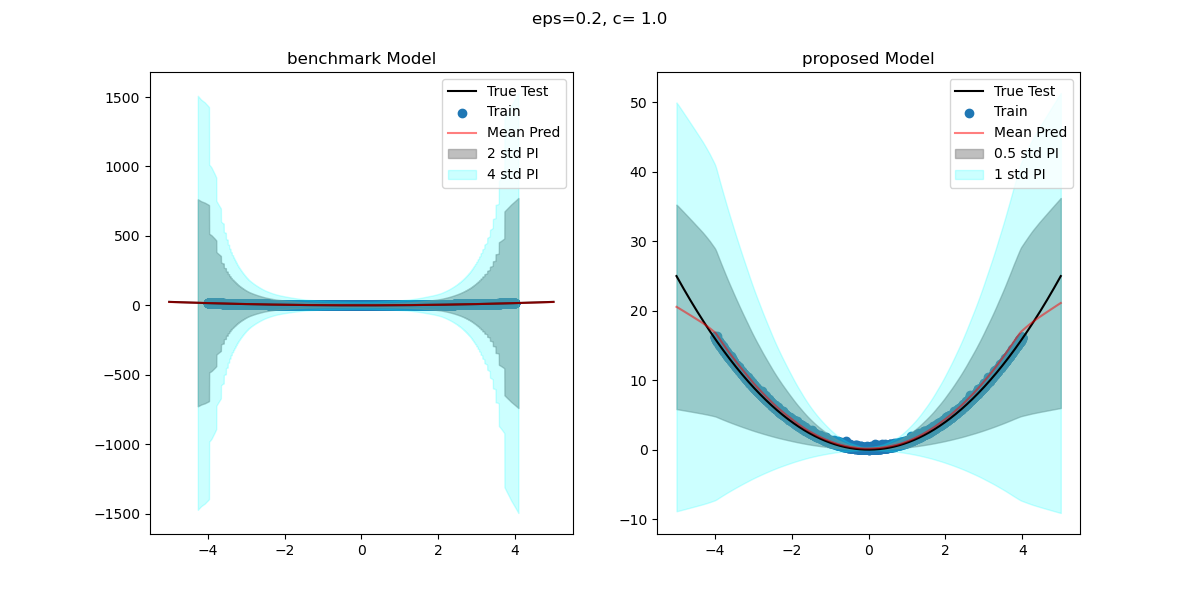 eps=0.2, c= 1.0
benchmark Model
1500
1000
500
0
−500
−1000
−1500
−4
−2
0
2
4
True Test
Train
Mean Pred
2 std PI
4 std PI
proposed Model
50
40
30
20
10
0
−10
−4
−2
0
2
4
True Test
Train
Mean Pred
0.5 std PI
1 std PI